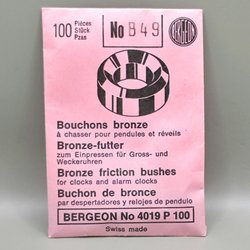 100 Pièces
Stück
Pzas
No B49
BERGEON
Bouchons bronze
à chasser pour pendules et réveils
Bronze-futter
zum Einpressen für Gross- und
Weckeruhren
Bronze friction bushes
for clocks and alarm clocks
Buchon de bronce
par despertadores y relojes de pendulo
BERGEON No 4019 P 100
Swiss made